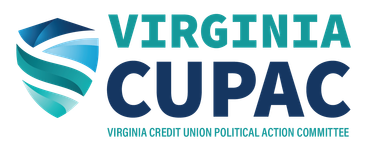 VIRGINIA
CUPAC
VIRGINIA CREDIT UNION POLITICAL ACTION COMMITTEE